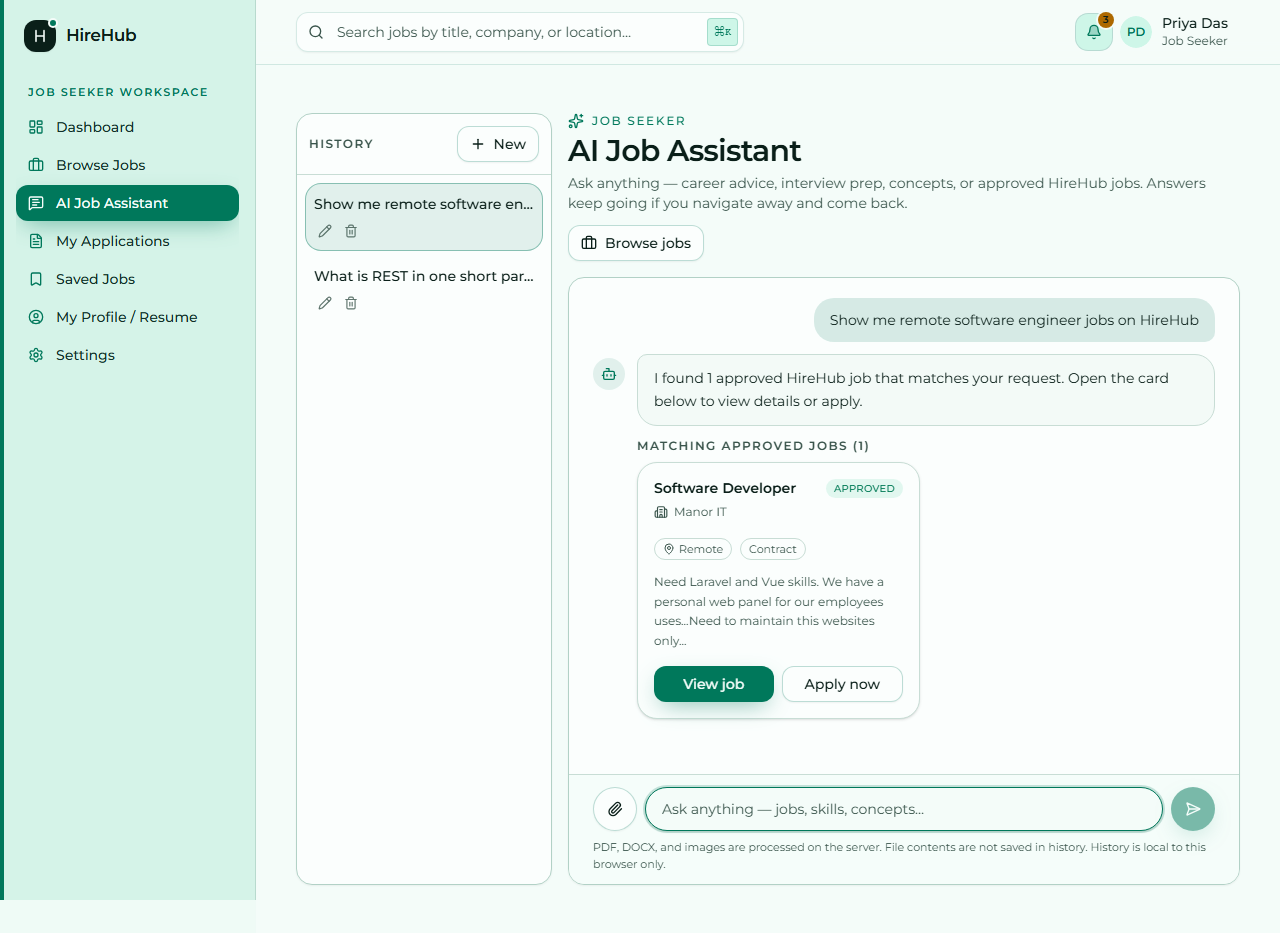 H
HireHub
JOB SEEKER WORKSPACE
Dashboard
Browse Jobs
AI Job Assistant
My Applications
Saved Jobs
My Profile / Resume
Settings
Search jobs by title, company, or location...
⌘K
3
PD
Priya Das
Job Seeker
HISTORY
New
Show me remote software en...
What is REST in one short par...
JOB SEEKER
AI Job Assistant
Ask anything — career advice, interview prep, concepts, or approved HireHub jobs. Answers
keep going if you navigate away and come back.
Browse jobs
Show me remote software engineer jobs on HireHub
I found 1 approved HireHub job that matches your request. Open the card
below to view details or apply.
MATCHING APPROVED JOBS (1)
Software Developer
APPROVED
Manor IT
Remote
Contract
Need Laravel and Vue skills. We have a
personal web panel for our employees
uses...Need to maintain this websites
only...
View job
Apply now
Ask anything — jobs, skills, concepts...
PDF, DOCX, and images are processed on the server. File contents are not saved in history. History is local to this
browser only.